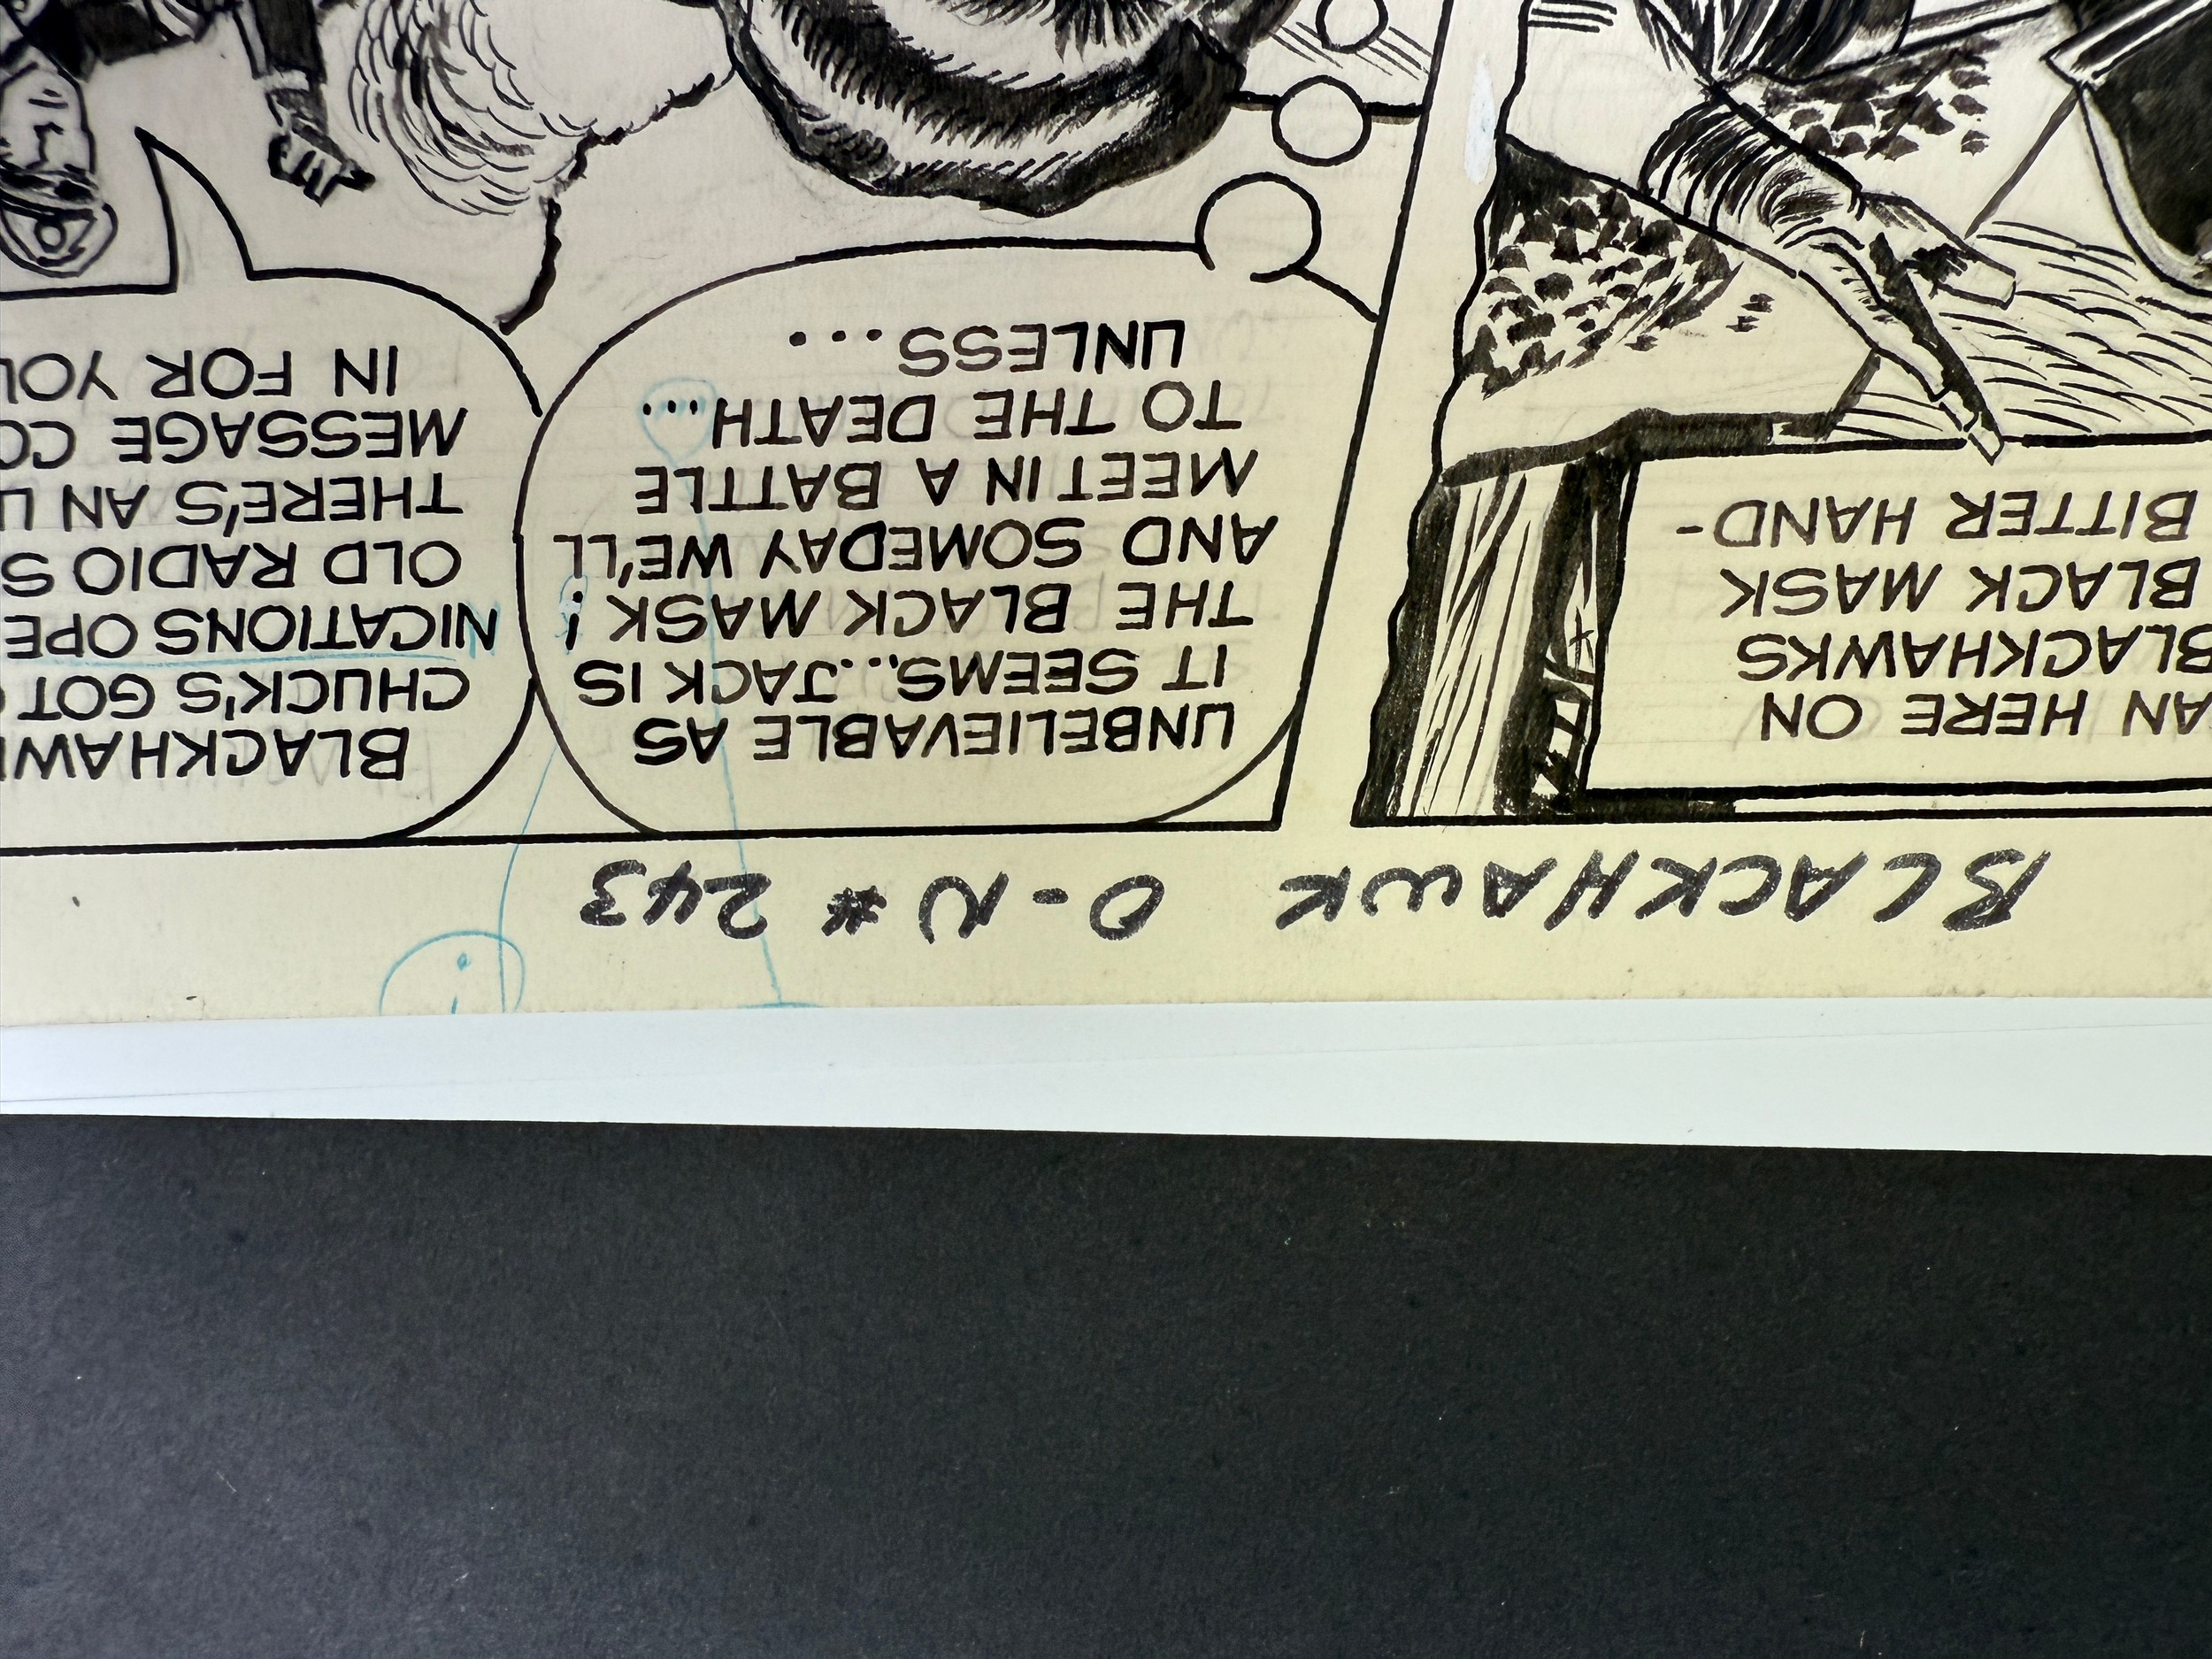 BLACKHAWK O-N # 243
AN HERE ON
BLACKHAWKS
BLACK MASK
BITTER HAND-
UNBELIEVABLE AS
IT SEEMS..JACK IS
THE BLACK MASK!
AND SOMEDAY WE'LL
MEET IN A BATTLE
TO THE DEATH...
UNLESS...
CHUCK'S GOT
NICATIONS OPE
OLD RADIO S
THERE'S AN U
MESSAGE CO
IN FOR YOU